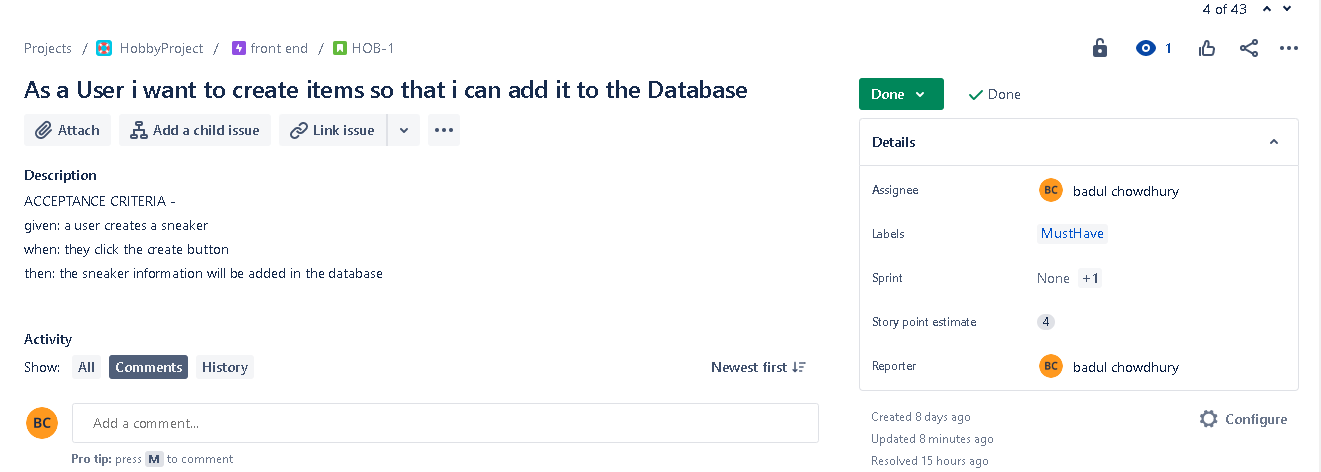 4 of 43
Projects / HobbyProject / front end / HOB-1
1
As a User i want to create items so that i can add it to the Database
Done
Done
Attach
Add a child issue
Link issue
Details
Description
ACCEPTANCE CRITERIA -
given: a user creates a sneaker
when: they click the create button
then: the sneaker information will be added in the database
Assignee
BC
badul chowdhury
Labels
MustHave
Sprint
None +1
Story point estimate
4
Reporter
BC
badul chowdhury
Activity
Show: All Comments History
Newest first
BC
Add a comment...
Pro tip: press M to comment
Created 8 days ago
Updated 8 minutes ago
Resolved 15 hours ago
Configure